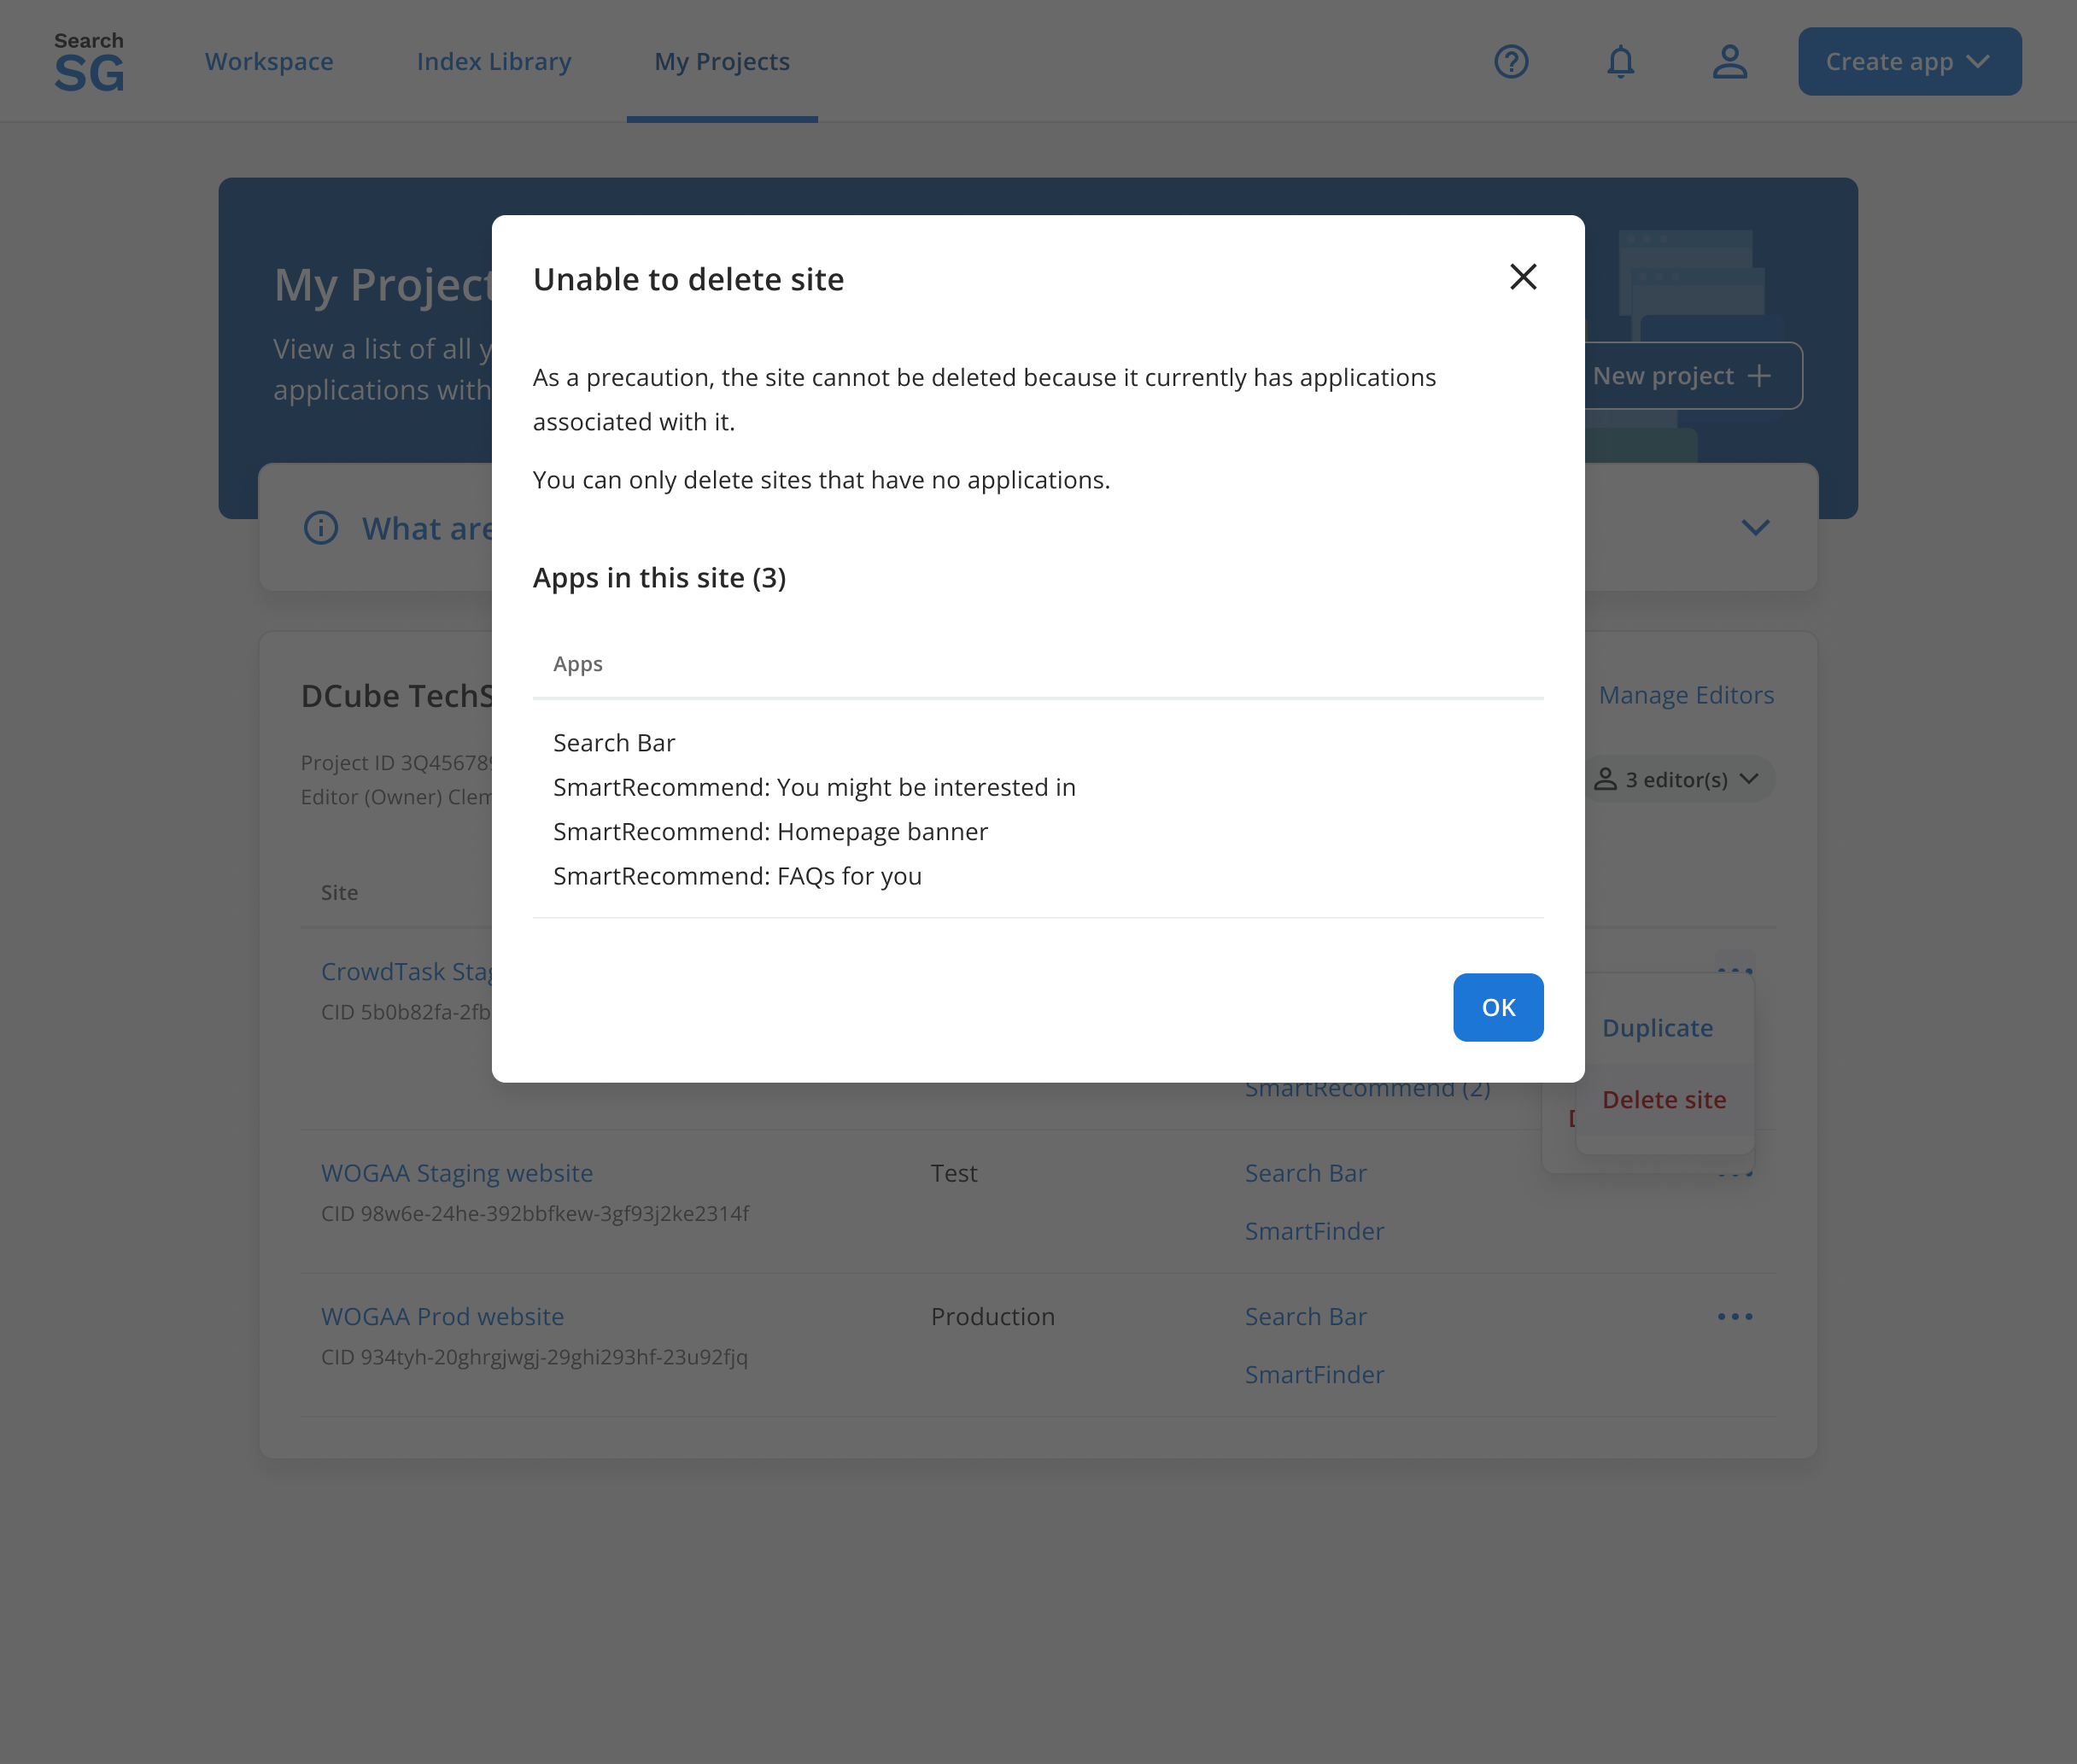 Search
SG
Workspace
Index Library
My Projects
Create app
My Project
View a list of all
applications with
New project
What are
Unable to delete site
As a precaution, the site cannot be deleted because it currently has applications
associated with it.
You can only delete sites that have no applications.
Apps in this site (3)
Apps
Search Bar
SmartRecommend: You might be interested in
SmartRecommend: Homepage banner
SmartRecommend: FAQs for you
OK
DCube TechS
Manage Editors
Project ID 3Q456789
Editor (Owner) Clem
3 editor(s)
Site
CrowdTask Stag
CID 5b0b82fa-2fb
Duplicate
Delete site
SmartRecommend (2)
WOGAA Staging website
Test
Search Bar
CID 98w6e-24he-392bbfkew-3gf93j2ke2314f
SmartFinder
WOGAA Prod website
Production
Search Bar
CID 934tyh-20ghrgjwgj-29ghi293hf-23u92fjq
SmartFinder